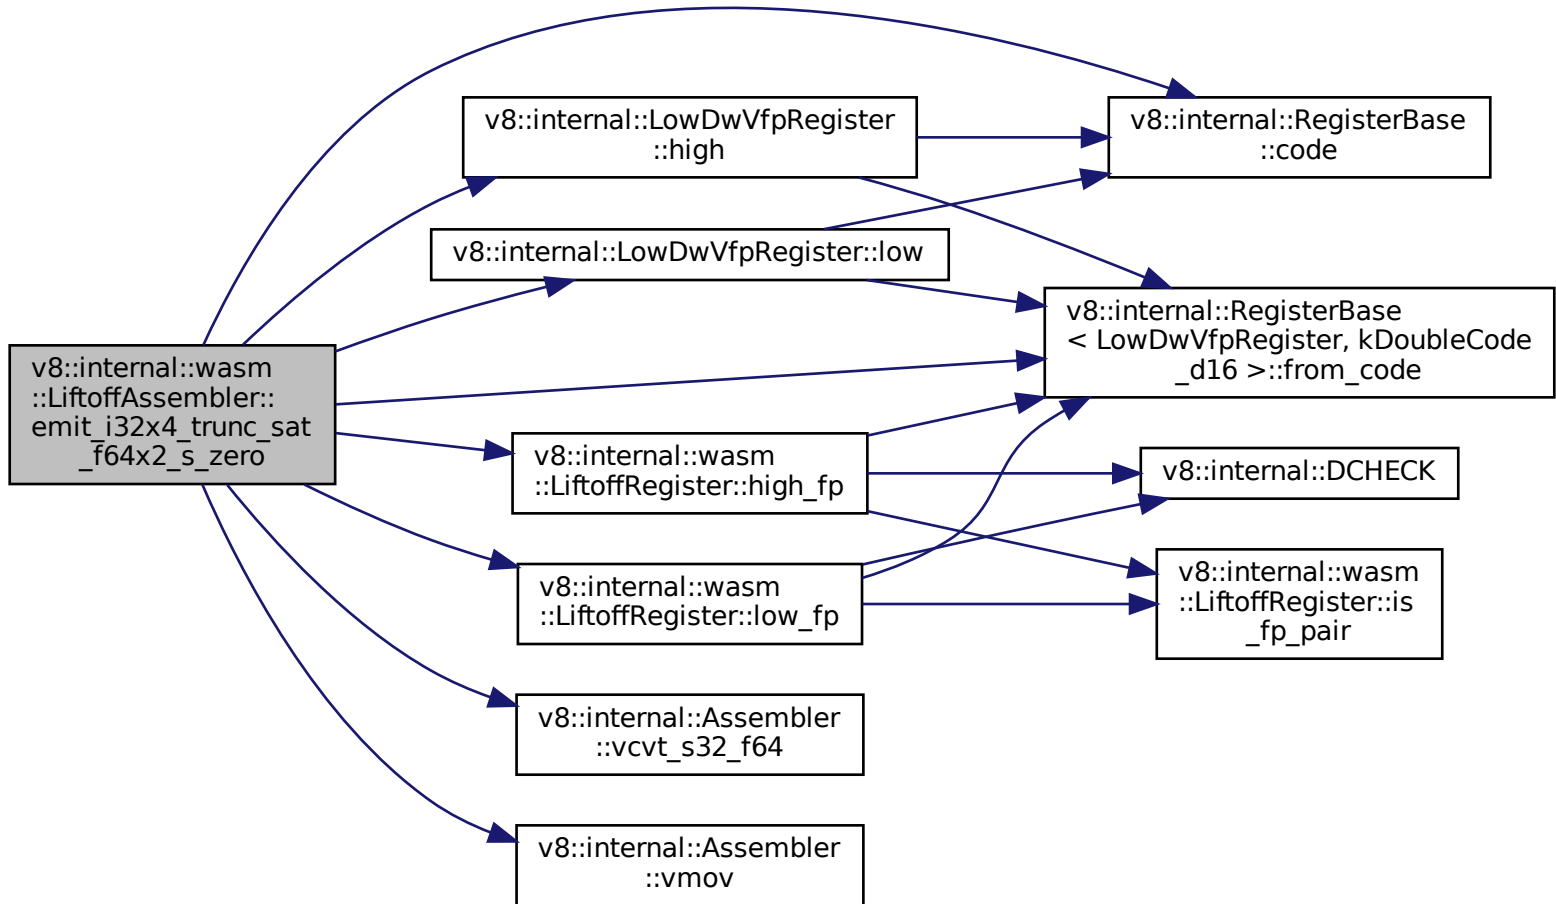 v8::internal::LowDwVfpRegister
::high
v8::internal::RegisterBase
::code
v8::internal::LowDwVfpRegister::low
v8::internal::RegisterBase
< LowDwVfpRegister, kDoubleCode
_d16 >::from_code
v8::internal::wasm
::LiftoffAssembler::
emit_i32x4_trunc_sat
_f64x2_s_zero
v8::internal::wasm
::LiftoffRegister::high_fp
v8::internal::DCHECK
v8::internal::wasm
::LiftoffRegister::low_fp
v8::internal::wasm
::LiftoffRegister::is
_fp_pair
v8::internal::Assembler
::vcvt_s32_f64
v8::internal::Assembler
::vmov